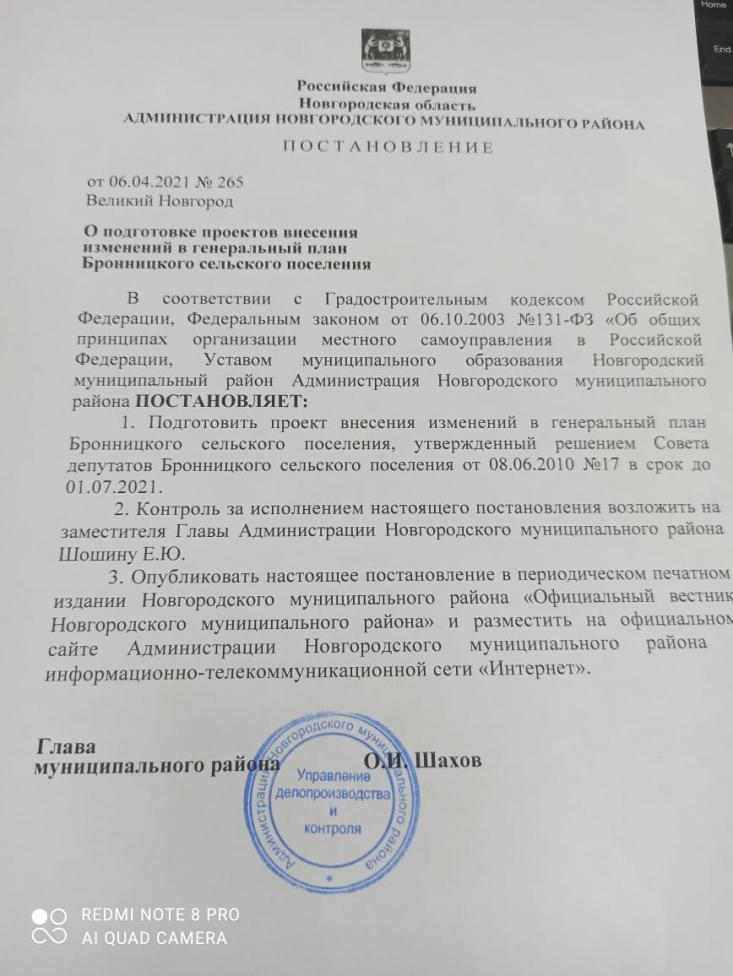 Home
End
Российская Федерация
Новгородская область
АДМИНИСТРАЦИЯ НОВГОРОДСКОГО МУНИЦИПАЛЬНОГО РАЙОНА
ПОСТАНОВЛЕНИЕ
от 06.04.2021 № 265
Великий Новгород
О подготовке проектов внесения
изменений в генеральный план
Бронницкого сельского поселения
В соответствии с Градостроительным кодексом Российской
Федерации, Федеральным законом от 06.10.2003 №131-ФЗ «Об общих
принципах организации местного самоуправления в Российской
Федерации, Уставом муниципального образования Новгородский
муниципальный район Администрация Новгородского муниципального
района ПОСТАНОВЛЯЕТ:
1. Подготовить проект внесения изменений в генеральный план
Бронницкого сельского поселения, утвержденный решением Совета
депутатов Бронницкого сельского поселения от 08.06.2010 №17 в срок до
01.07.2021.
2. Контроль за исполнением настоящего постановления возложить на
заместителя Главы Администрации Новгородского муниципального района
Шошину Е.Ю.
3. Опубликовать настоящее постановление в периодическом печатном
издании Новгородского муниципального района «Официальный вестник
Новгородского муниципального района» и разместить на официальном
сайте Администрации Новгородского муниципального района
информационно-телекоммуникационной сети «Интернет».
Глава
муниципального района О.И. Шахов
Администрация Новгородского муниципального района
Управление
делопроизводства
и
контроля
REDMI NOTE 8 PRO
AI QUAD CAMERA